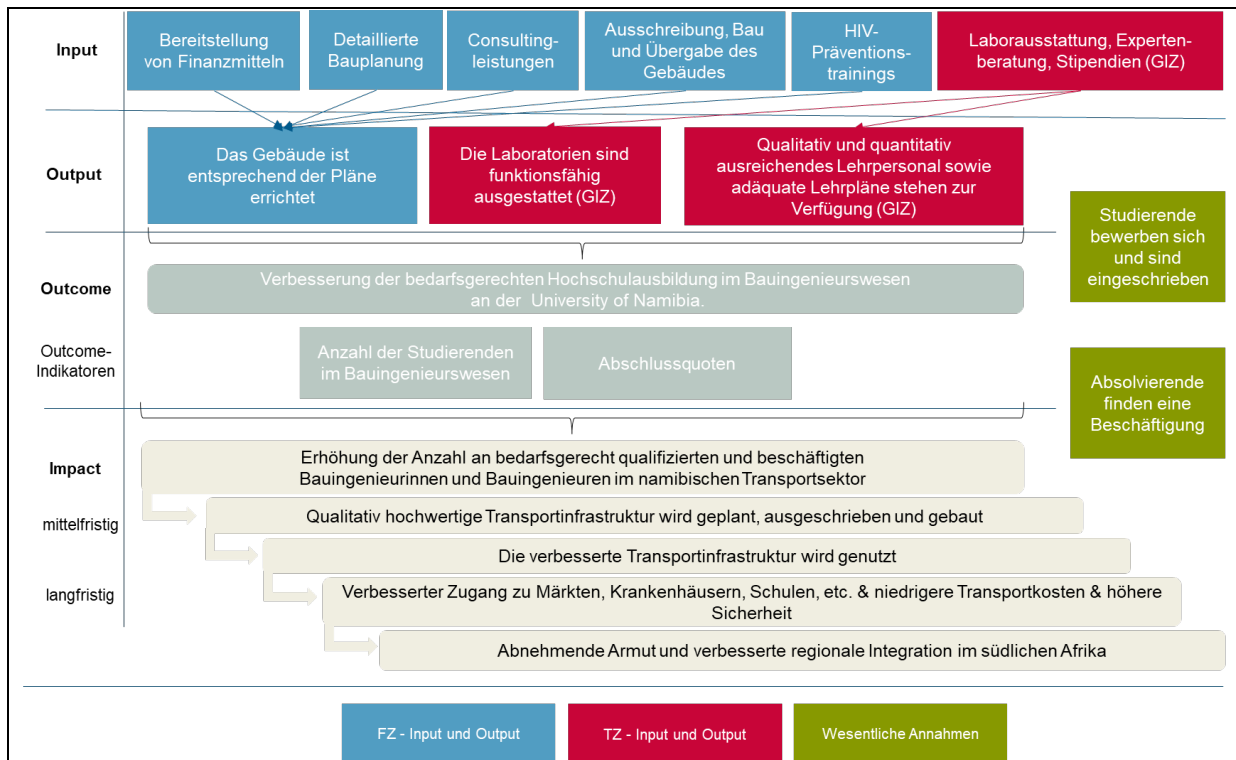 Input
Bereitstellung
von Finanzmitteln
Detaillierte
Bauplanung
Consulting-
leistungen
Ausschreibung, Bau
und Übergabe des
Gebäudes
HIV-
Präventions-
trainings
Laborausstattung, Experten-
beratung, Stipendien (GIZ)
Output
Das Gebäude ist
entsprechend der Pläne
errichtet
Die Laboratorien sind
funktionsfähig
ausgestattet (GIZ)
Qualitativ und quantitativ
ausreichendes Lehrpersonal sowie
adäquate Lehrpläne stehen zur
Verfügung (GIZ)
Studierende
bewerben sich
und sind
eingeschrieben
Outcome
Verbesserung der bedarfsgerechten Hochschulausbildung im Bauingenieurswesen
an der University of Namibia.
Outcome-
Indikatoren
Anzahl der Studierenden
im Bauingenieurswesen
Abschlussquoten
Absolvierende
finden eine
Beschäftigung
Impact
Erhöhung der Anzahl an bedarfsgerecht qualifizierten und beschäftigten
Bauingenieurinnen und Bauingenieuren im namibischen Transportsektor
mittelfristig
Qualitativ hochwertige Transportinfrastruktur wird geplant, ausgeschrieben und gebaut
Die verbesserte Transportinfrastruktur wird genutzt
langfristig
Verbesserter Zugang zu Märkten, Krankenhäusern, Schulen, etc. & niedrigere Transportkosten & höhere
Sicherheit
Abnehmende Armut und verbesserte regionale Integration im südlichen Afrika
FZ - Input und Output
TZ - Input und Output
Wesentliche Annahmen